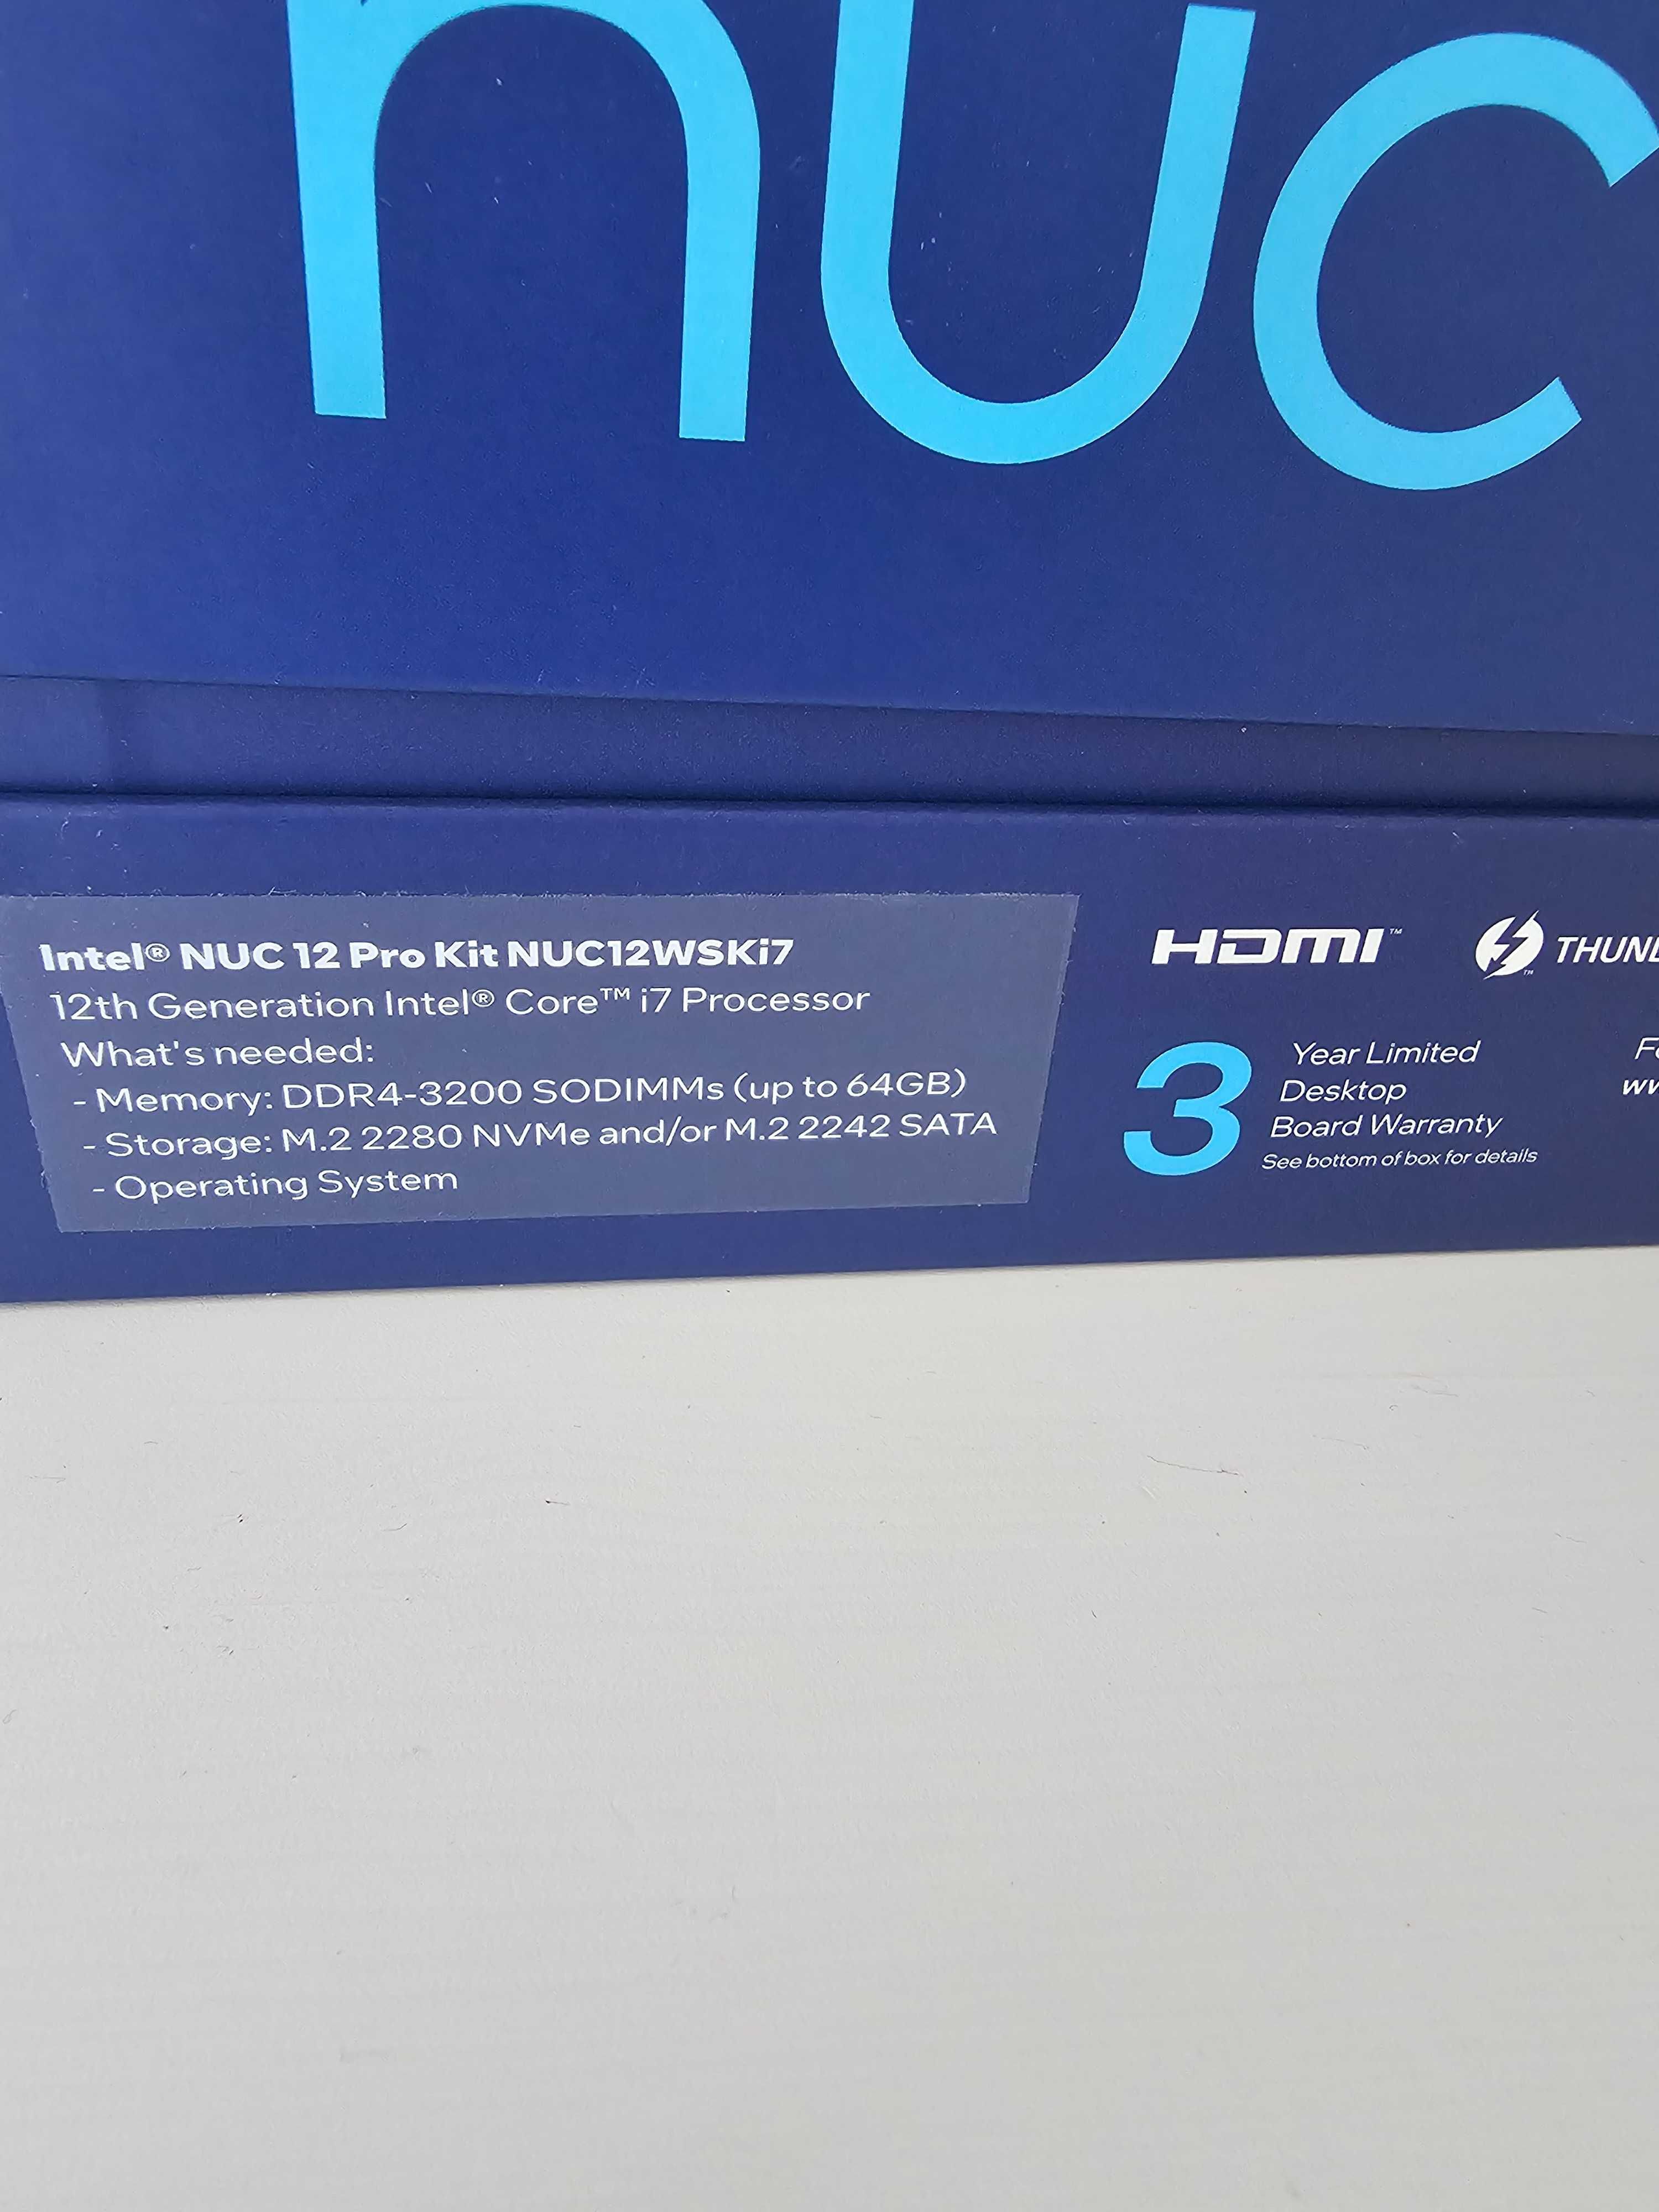 nuc
Intel® NUC 12 Pro Kit NUC12WSKi7
12th Generation Intel® Core™ i7 Processor
What's needed:
- Memory: DDR4-3200 SODIMMs (up to 64GB)
- Storage: M.2 2280 NVMe and/or M.2 2242 SATA
- Operating System
HDMI™
3
Year Limited
Desktop
Board Warranty
See bottom of box for details